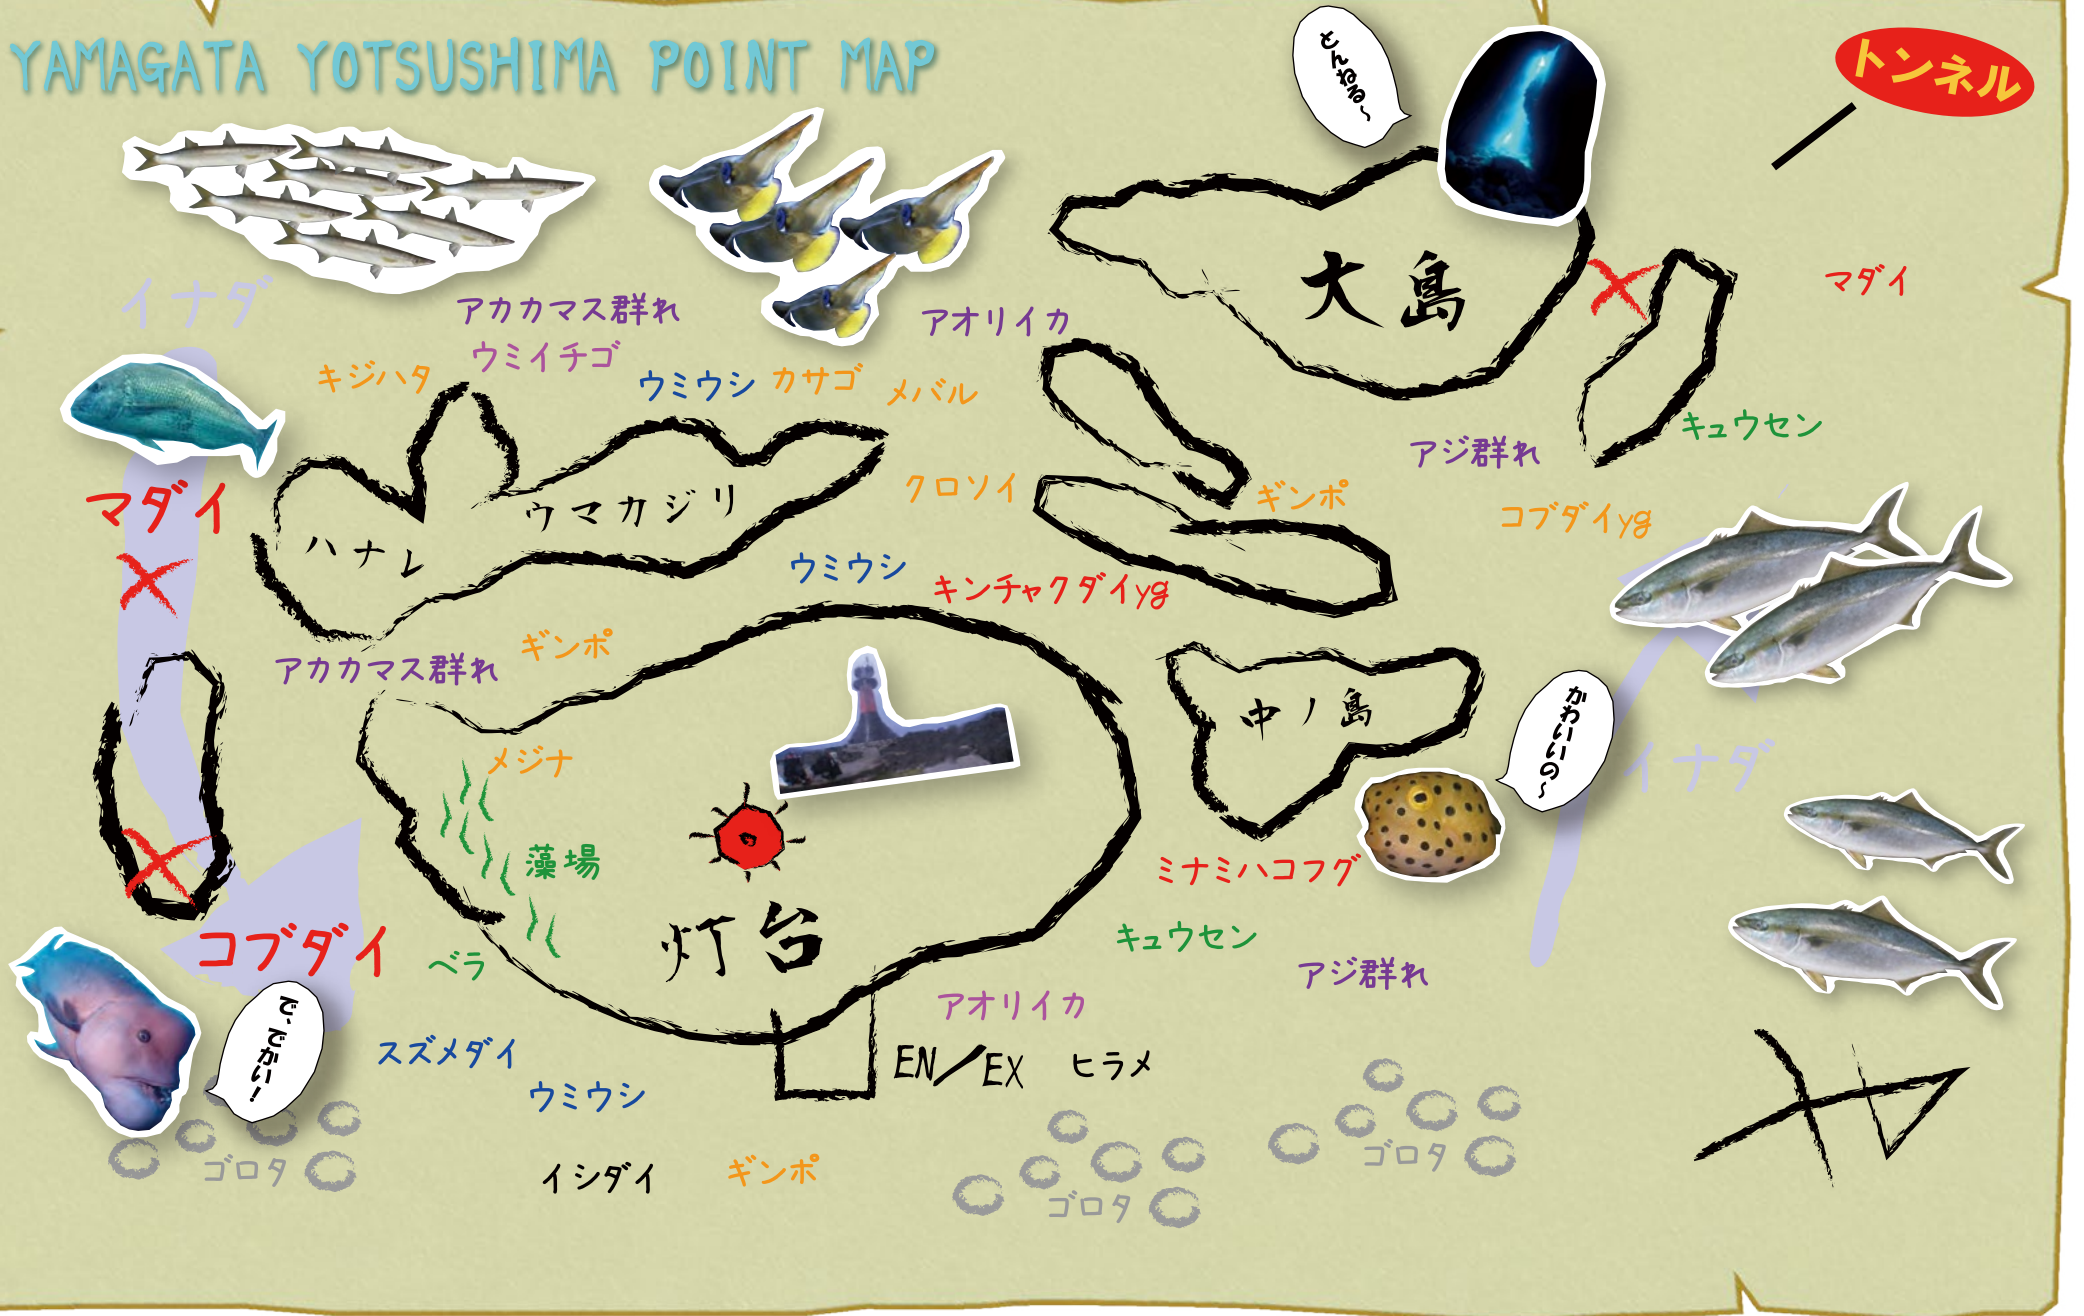 YAMAGATA YOTSUSHIMA POINT MAP
とんねる～
トンネル
イナダ
アカカマス群れ
アオリイカ
大島
マダイ
ウミイチゴ
キジハタ
ウミウシ
カサゴ
メバル
キュウセン
アジ群れ
マダイ
ウマカジリ
クロソイ
ギンポ
コブダイyg
ハナレ
ウミウシ
キンチャクダイyg
ギンポ
アカカマス群れ
中ノ島
かわいいの～
メジナ
イナダ
藻場
ミナミハコフグ
灯台
コブダイ
ベラ
キュウセン
アジ群れ
で、でかい！
アオリイカ
スズメダイ
EN/EX
ヒラメ
ウミウシ
ゴロタ
イシダイ
ギンポ
ゴロタ
ゴロタ